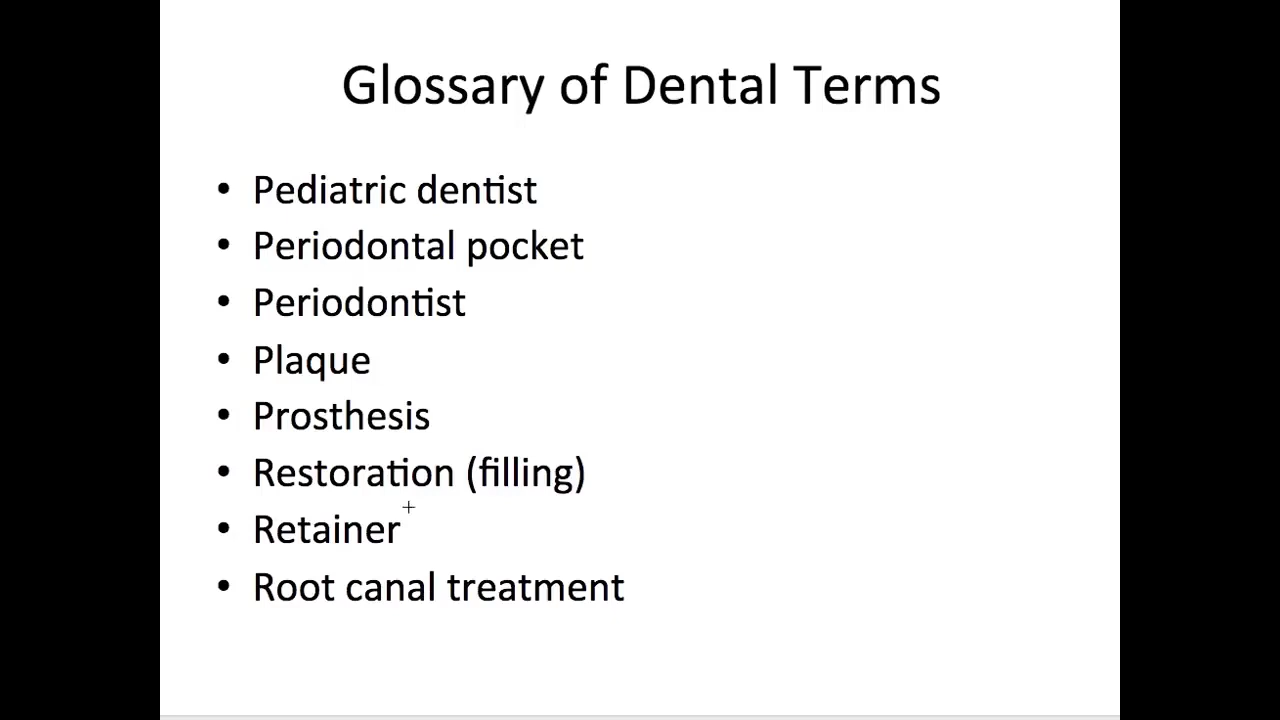 Glossary of Dental Terms
• Pediatric dentist
• Periodontal pocket
• Periodontist
• Plaque
• Prosthesis
• Restoration (filling)
• Retainer
• Root canal treatment